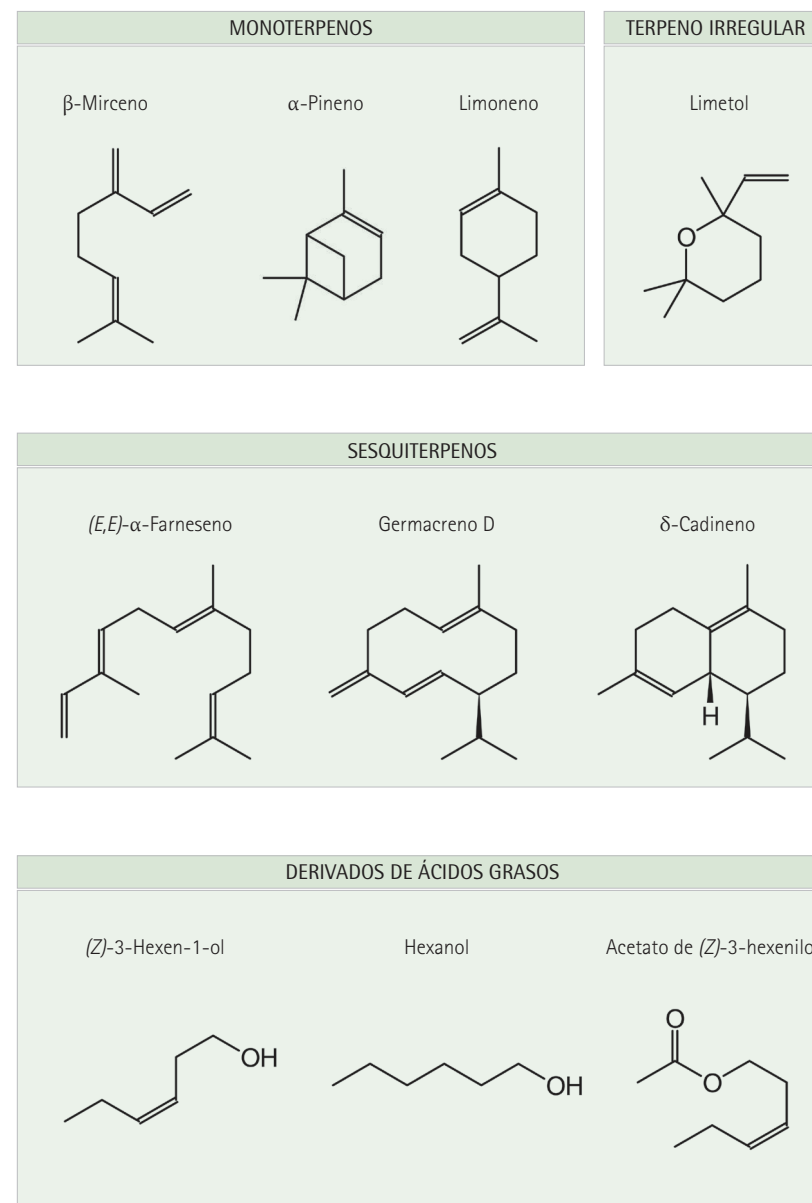 MONOTERPENOS
TERPENO IRREGULAR
β-Mirceno
α-Pineno
Limoneno
Limetol
O
SESQUITERPENOS
(E,E)-α-Farneseno
Germacreno D
δ-Cadineno
H
DERIVADOS DE ÁCIDOS GRASOS
(Z)-3-Hexen-1-ol
Hexanol
Acetato de (Z)-3-hexenilo
O
OH
OH
O